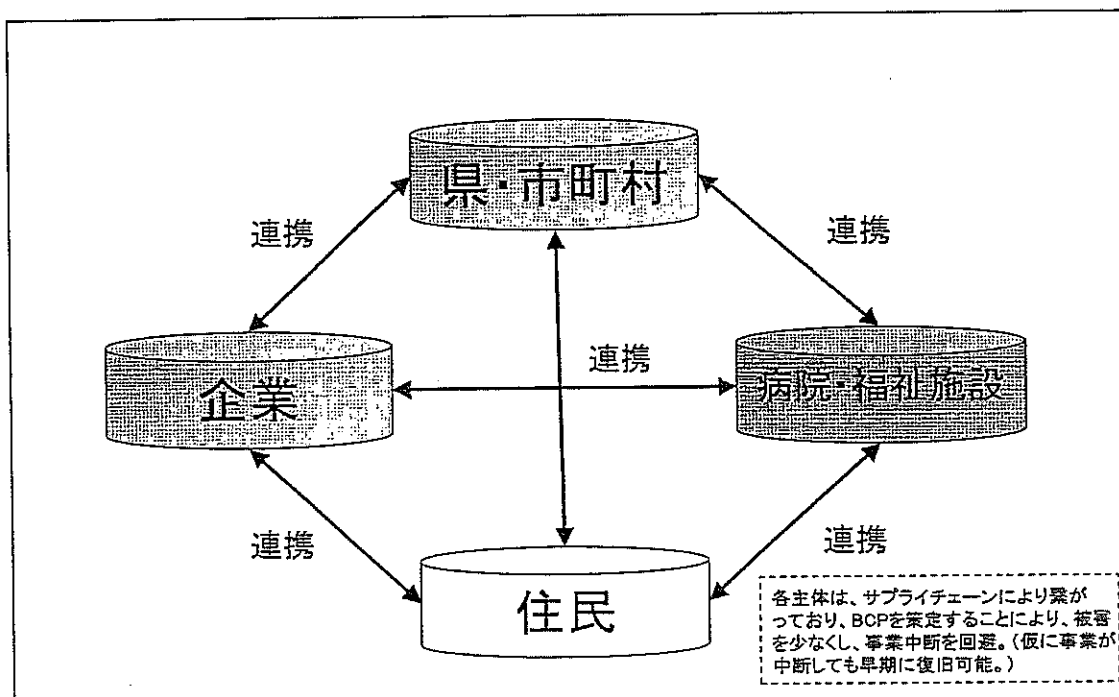 県・市町村
連携
連携
連携
企業
病院・福祉施設
連携
連携
住民
各主体は、サプライチェーンにより繋が
っており、BCPを策定することにより、被害
を少なくし、事業中断を回避。(仮に事業が
中断しても早期に復旧可能。)